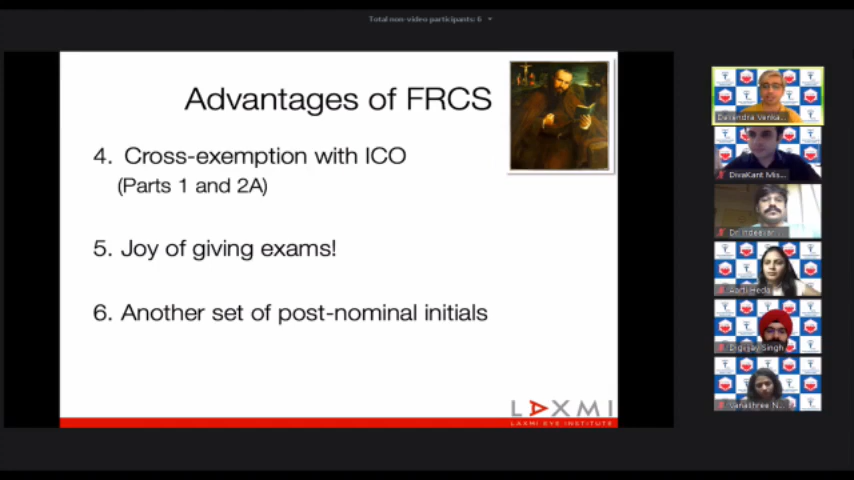 Total non-video participants: 6
Advantages of FRCS
4. Cross-exemption with ICO
(Parts 1 and 2A)
5. Joy of giving exams!
6. Another set of post-nominal initials
LAXMI
LAXMI EYE INSTITUTE
Devendra Venka...
DivaKant Mis...
Dr. Indeevar...
Aarti Heda
Digvijay Singh
Vanashree N...